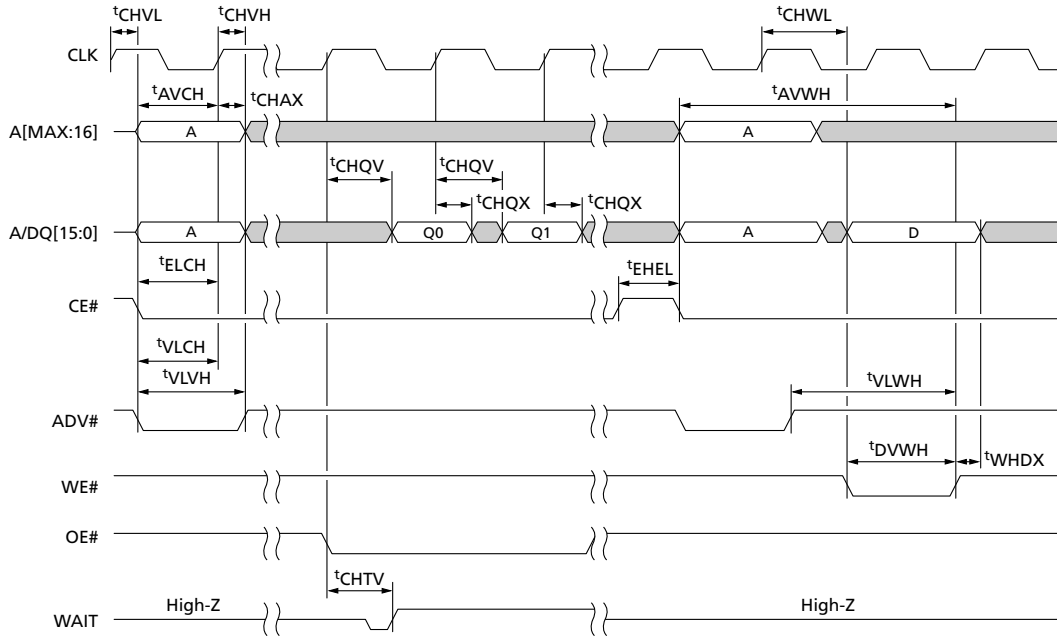 tCHVL tCHVH tCHWL
CLK
tAVCH tCHAX tAVWH
A[MAX:16] A A
tCHQV tCHQV
tCHQX tCHQX
A/DQ[15:0] A Q0 Q1 A D
tELCH tEHEL
CE#
tVLCH
tVLVH tVLWH
ADV#
tDVWH tWHDX
WE#
OE#
tCHTV
High-Z High-Z
WAIT